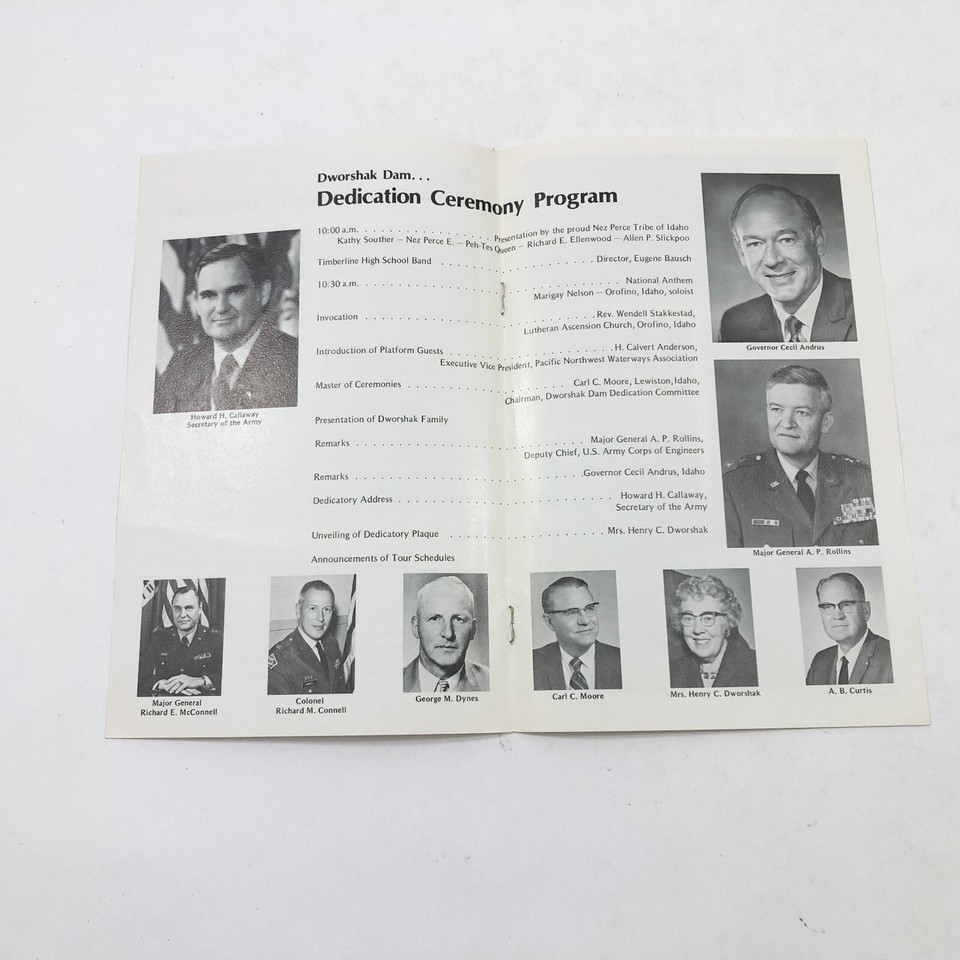 Dworshak Dam...
Dedication Ceremony Program
10:00 a.m. . . . . . . . . . . . . . . . . . . Presentation by the proud Nez Perce Tribe of Idaho
Kathy Souther — Nez Perce E. — Peh-Tes Queen — Richard E. Ellenwood — Allen P. Slickpoo
Timberline High School Band . . . . . . . . . . . . . . . . . . . Director, Eugene Bausch
10:30 a.m. . . . . . . . . . . . . . . . . . . National Anthem
Marigay Nelson — Orofino, Idaho, soloist
Invocation . . . . . . . . . . . . . . . . . . . Rev. Wendell Stakkestad,
Lutheran Ascension Church, Orofino, Idaho
Introduction of Platform Guests . . . . . . . . . . . . . . . . . . . H. Calvert Anderson,
Executive Vice President, Pacific Northwest Waterways Association
Master of Ceremonies . . . . . . . . . . . . . . . . . . . Carl C. Moore, Lewiston, Idaho,
Chairman, Dworshak Dam Dedication Committee
Presentation of Dworshak Family
Remarks . . . . . . . . . . . . . . . . . . . Major General A. P. Rollins,
Deputy Chief, U.S. Army Corps of Engineers
Remarks . . . . . . . . . . . . . . . . . . . Governor Cecil Andrus, Idaho
Dedicatory Address . . . . . . . . . . . . . . . . . . . Howard H. Callaway,
Secretary of the Army
Unveiling of Dedicatory Plaque . . . . . . . . . . . . . . . . . . . Mrs. Henry C. Dworshak
Announcements of Tour Schedules
Howard H. Callaway
Secretary of the Army
Governor Cecil Andrus
Major General A. P. Rollins
Major General
Richard E. McConnell
Colonel
Richard M. Connell
George M. Dynes
Carl C. Moore
Mrs. Henry C. Dworshak
A. B. Curtis